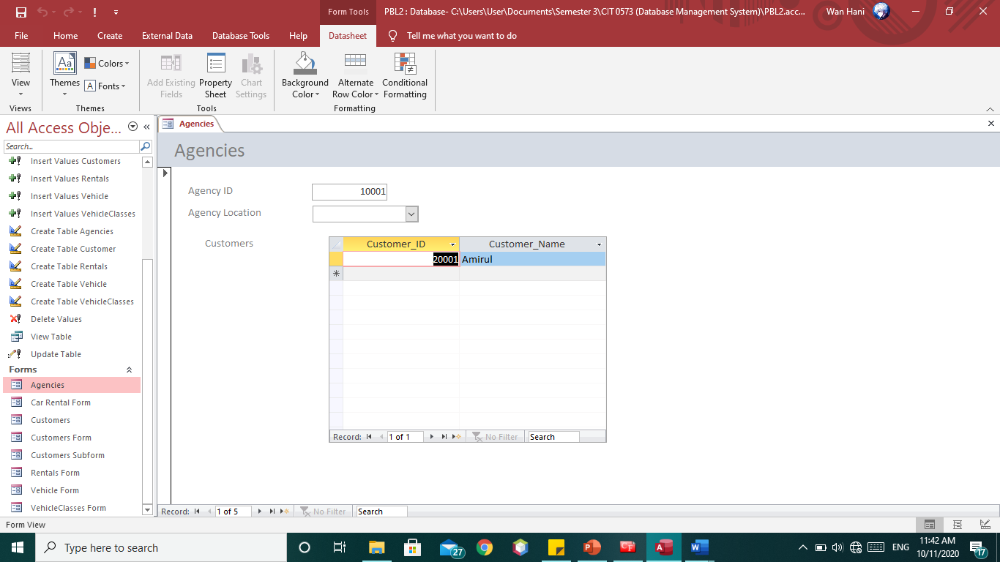 Form Tools
PBL2 : Database- C:\Users\User\Documents\Semester 3\CIT 0573 (Database Management System)\PBL2.acc...
Wan Hani
File Home Create External Data Database Tools Help Datasheet Tell me what you want to do
View
Views
Themes
Aa
Colors
A Fonts
Themes
Add Existing Fields
Property Sheet
Chart Settings
Tools
Background Color
Alternate Row Color
Conditional Formatting
Formatting
All Access Obje...
Search...
Insert Values Customers
Insert Values Rentals
Insert Values Vehicle
Insert Values VehicleClasses
Create Table Agencies
Create Table Customer
Create Table Rentals
Create Table Vehicle
Create Table VehicleClasses
Delete Values
View Table
Update Table
Forms
Agencies
Car Rental Form
Customers
Customers Form
Customers Subform
Rentals Form
Vehicle Form
VehicleClasses Form
Agencies
Agencies
Agency ID 10001
Agency Location
Customers
Customer_ID Customer_Name
20001 Amirul
Record: 1 of 1 No Filter Search
Record: 1 of 5 No Filter Search
Form View
Type here to search
27
ENG
11:42 AM
10/11/2020
17